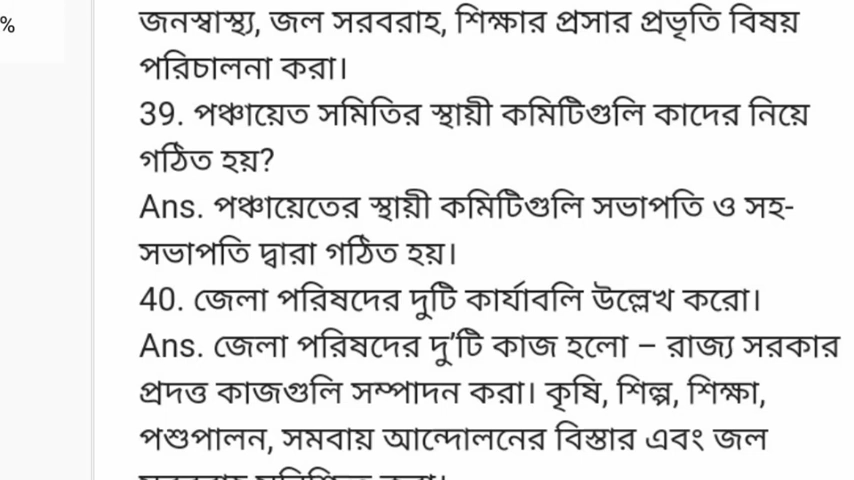 %
জনস্বাস্থ্য, জল সরবরাহ, শিক্ষার প্রসার প্রভৃতি বিষয়
পরিচালনা করা।
39. পঞ্চায়েত সমিতির স্থায়ী কমিটিগুলি কাদের নিয়ে
গঠিত হয়?
Ans. পঞ্চায়েতের স্থায়ী কমিটিগুলি সভাপতি ও সহ-
সভাপতি দ্বারা গঠিত হয়।
40. জেলা পরিষদের দুটি কার্যাবলি উল্লেখ করো।
Ans. জেলা পরিষদের দু’টি কাজ হলো – রাজ্য সরকার
প্রদত্ত কাজগুলি সম্পাদন করা। কৃষি, শিল্প, শিক্ষা,
পশুপালন, সমবায় আন্দোলনের বিস্তার এবং জল